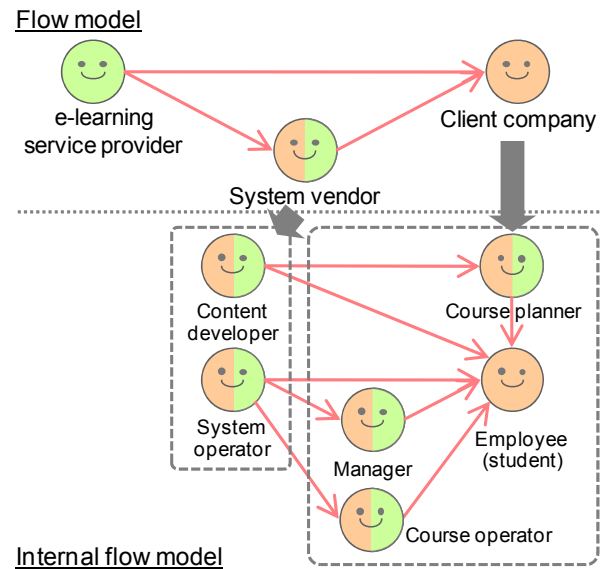 Flow model
e-learning
service provider
Client company
System vendor
Content
developer
Course planner
System
operator
Manager
Employee
(student)
Course operator
Internal flow model